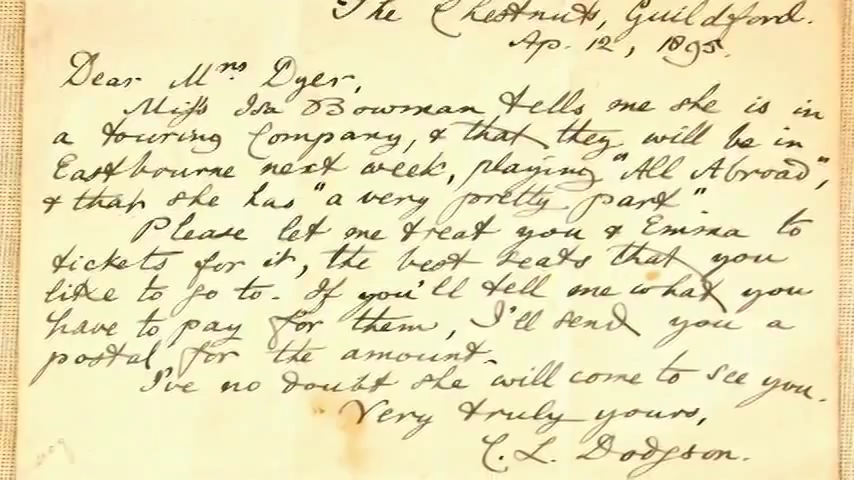 The Chestnuts, Guildford.
Ap. 12, 1895.
Dear Mrs Dyer,
Miss Isa Bowman tells me she is in
a touring Company, & that they will be in
Eastbourne next week, playing "All Abroad",
& that she has "a very pretty part"
Please let me treat you & Emma to
tickets for it, the best seats that you
like to go to. If you'll tell me what you
have to pay for them, I'll send you a
postal for the amount.
I've no doubt she will come to see you.
Very truly yours,
C. L. Dodgson.